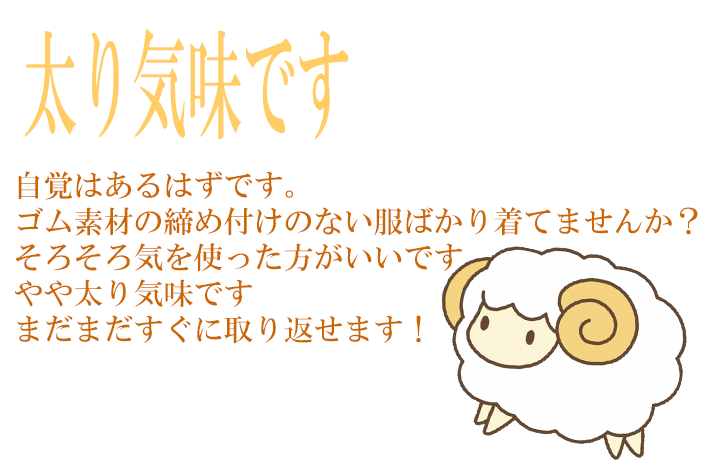 太り気味です
自覚はあるはずです。
ゴム素材の締め付けのない服ばかり着てませんか？
そろそろ気を使った方がいいです
やや太り気味です
まだまだすぐに取り返せます！